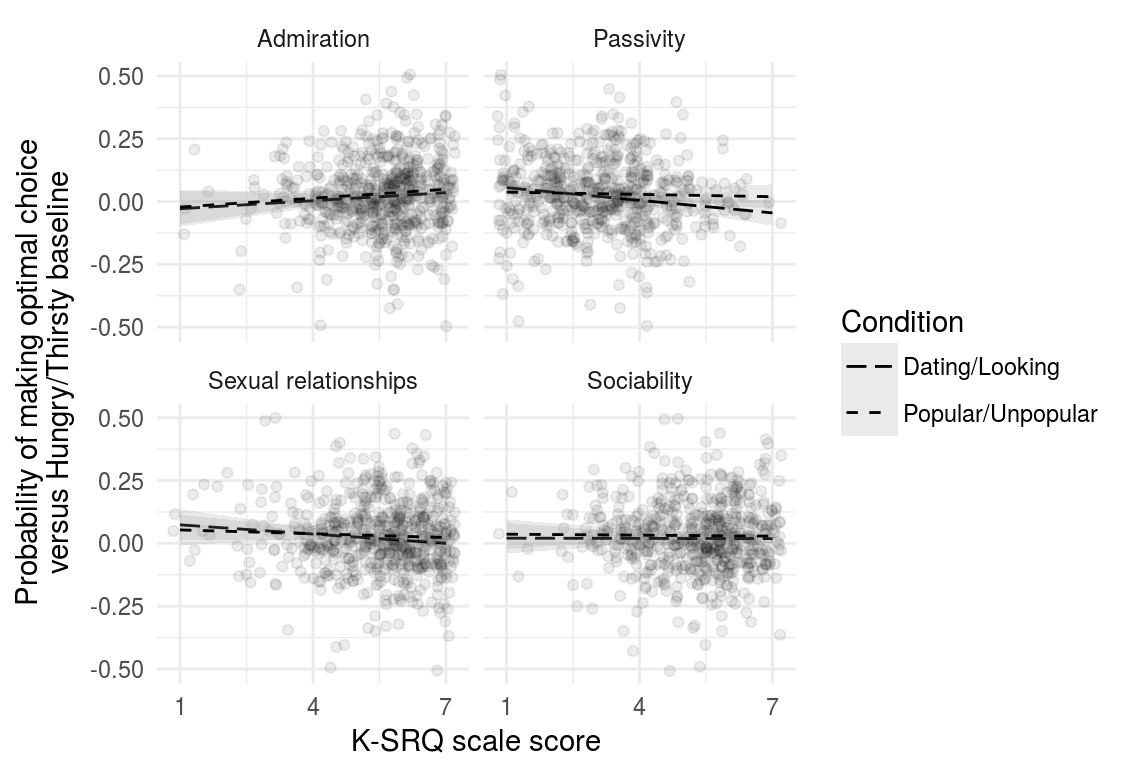 Probability of making optimal choice
versus Hungry/Thirsty baseline
Admiration
Passivity
0.50
0.25
0.00
-0.25
-0.50
Sexual relationships
Sociability
0.50
0.25
0.00
-0.25
-0.50
1
4
7
1
4
7
K-SRQ scale score
Condition
Dating/Looking
Popular/Unpopular